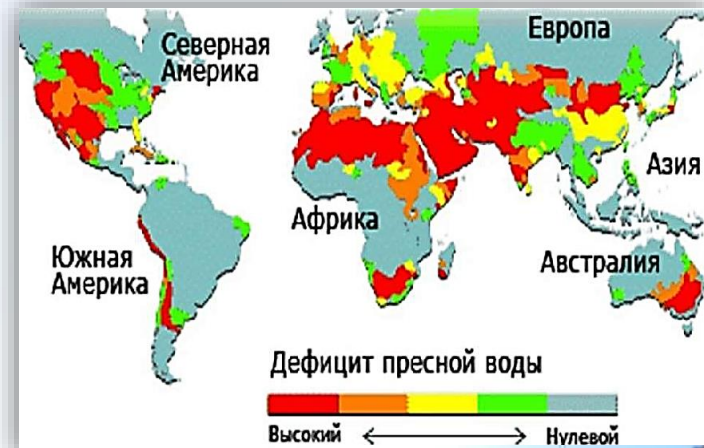 Северная
Америка
Европа
Азия
Африка
Южная
Америка
Австралия
Дефицит пресной воды
Высокий
Нулевой